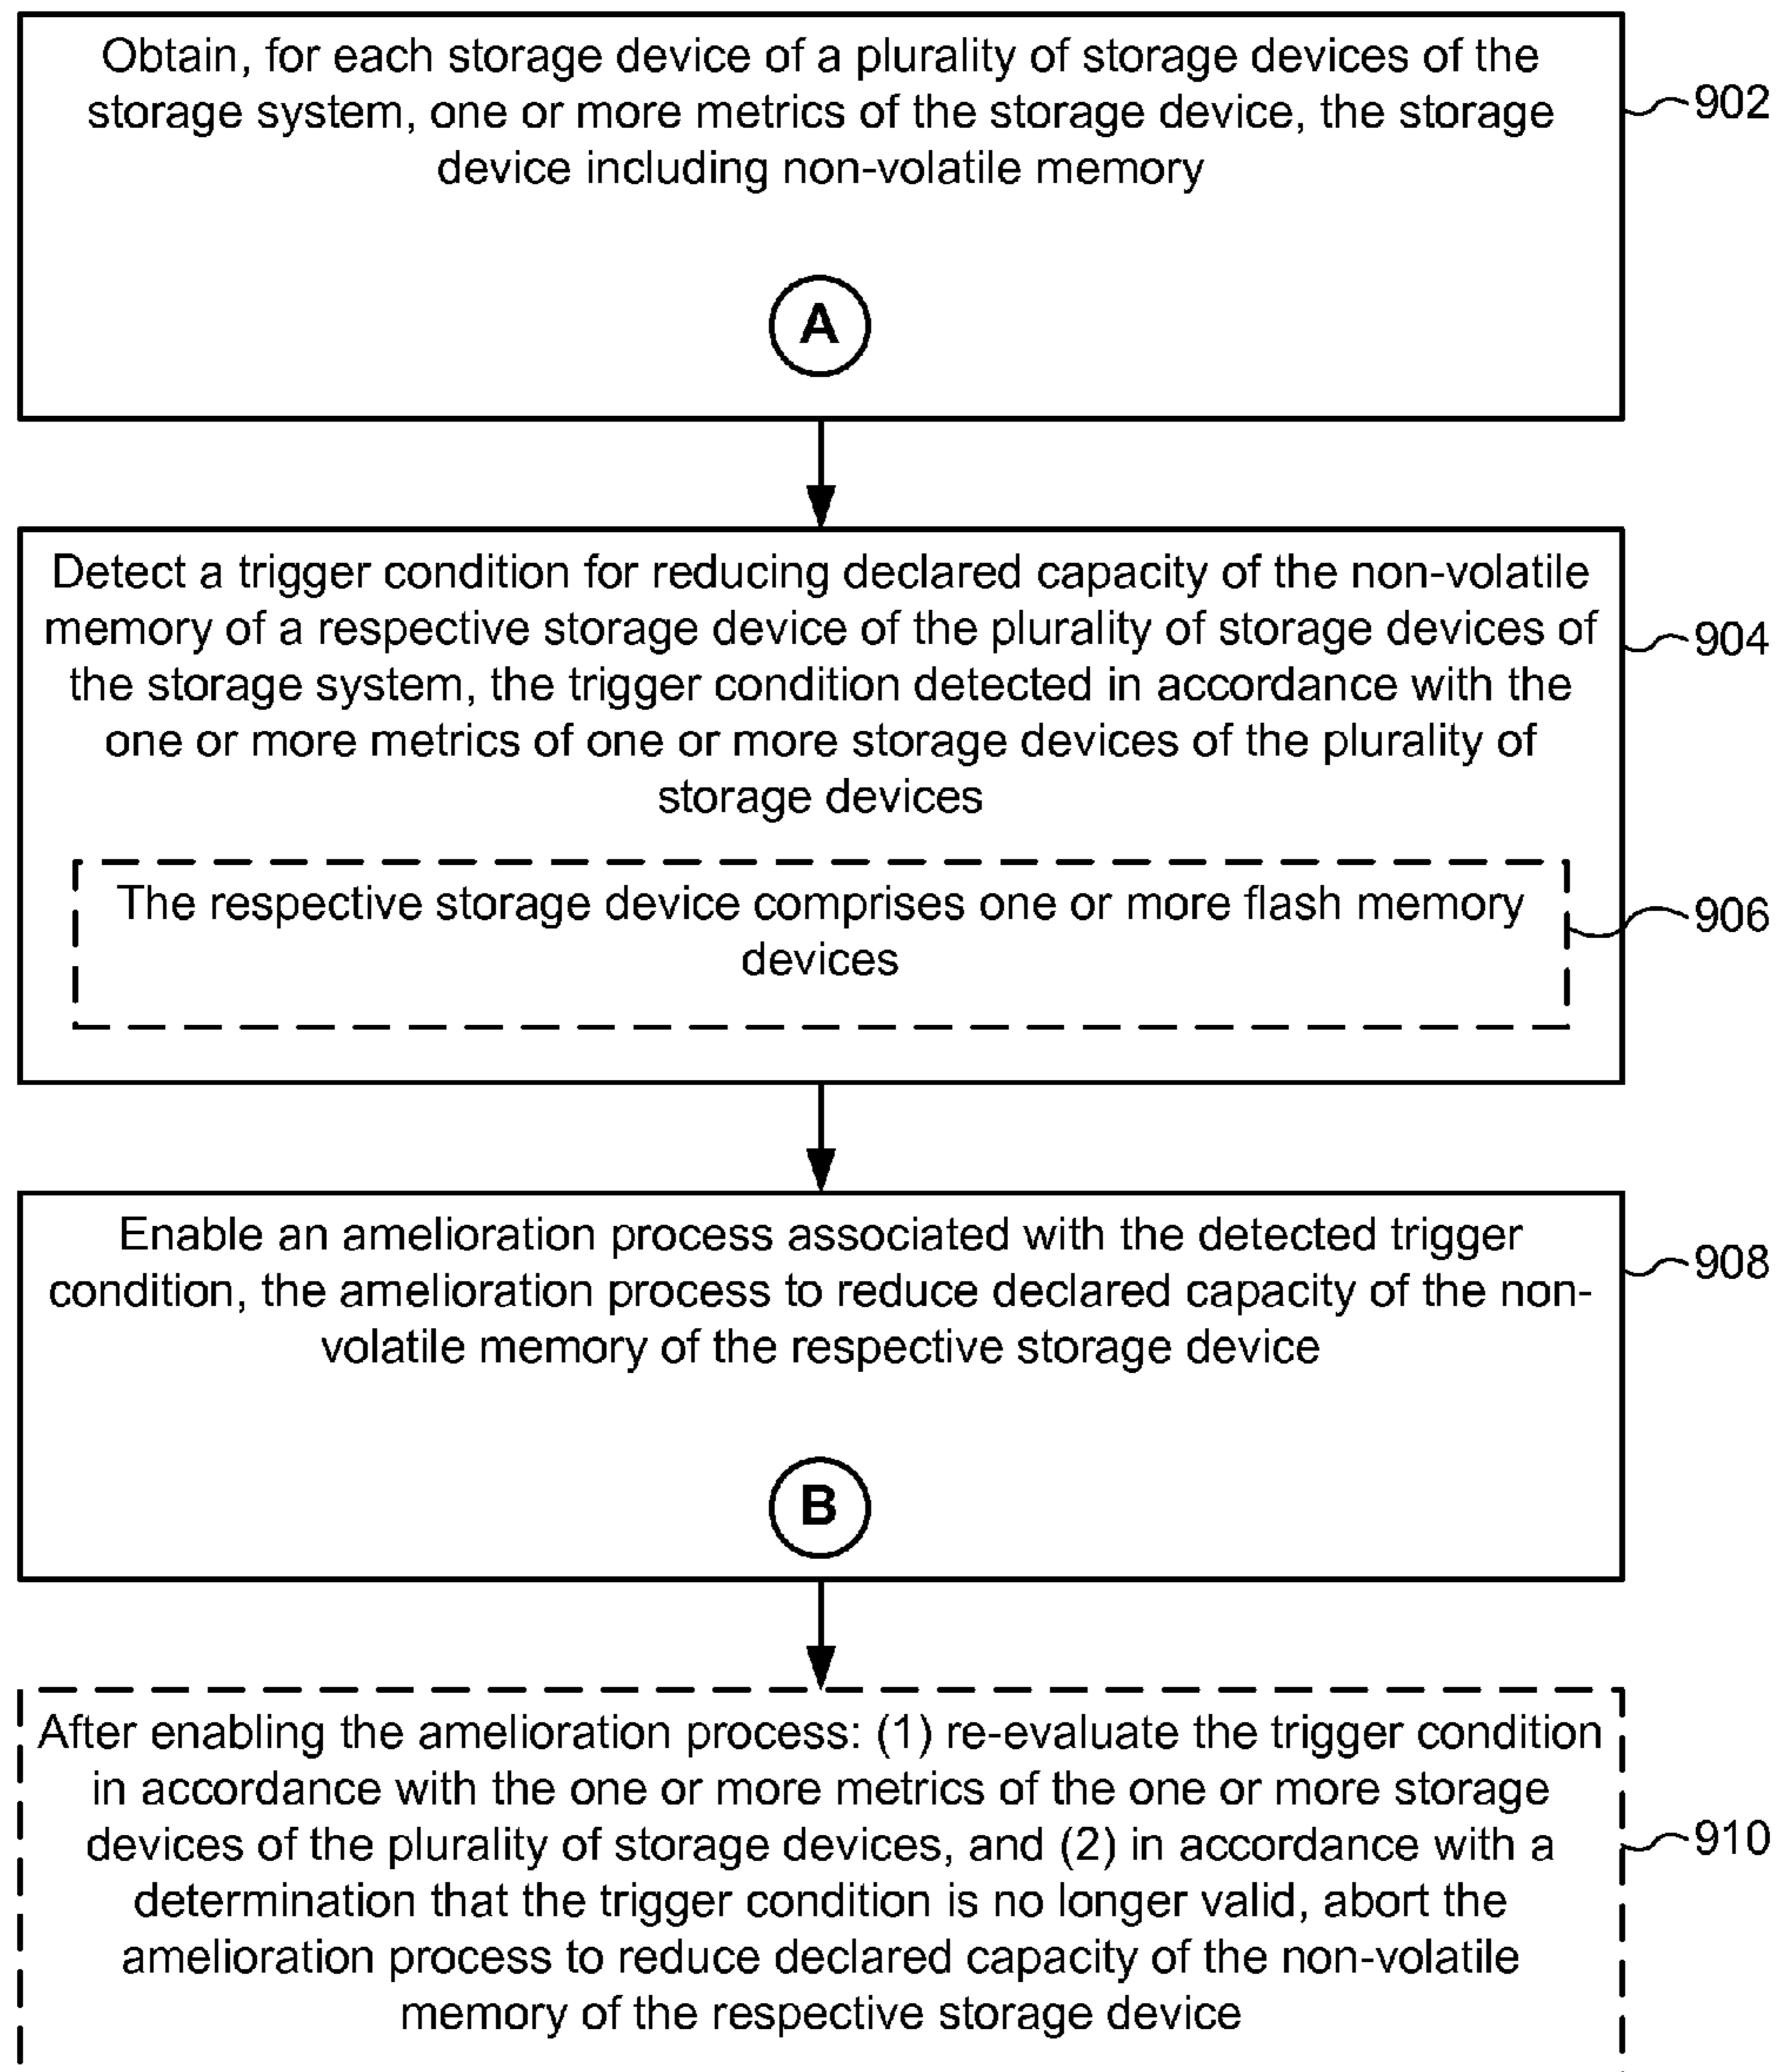 Obtain, for each storage device of a plurality of storage devices of the
storage system, one or more metrics of the storage device, the storage
device including non-volatile memory
902
A
Detect a trigger condition for reducing declared capacity of the non-volatile
memory of a respective storage device of the plurality of storage devices of
the storage system, the trigger condition detected in accordance with the
one or more metrics of one or more storage devices of the plurality of
storage devices
904
The respective storage device comprises one or more flash memory
devices
906
Enable an amelioration process associated with the detected trigger
condition, the amelioration process to reduce declared capacity of the non-
volatile memory of the respective storage device
908
B
After enabling the amelioration process: (1) re-evaluate the trigger condition
in accordance with the one or more metrics of the one or more storage
devices of the plurality of storage devices, and (2) in accordance with a
determination that the trigger condition is no longer valid, abort the
amelioration process to reduce declared capacity of the non-volatile
memory of the respective storage device
910